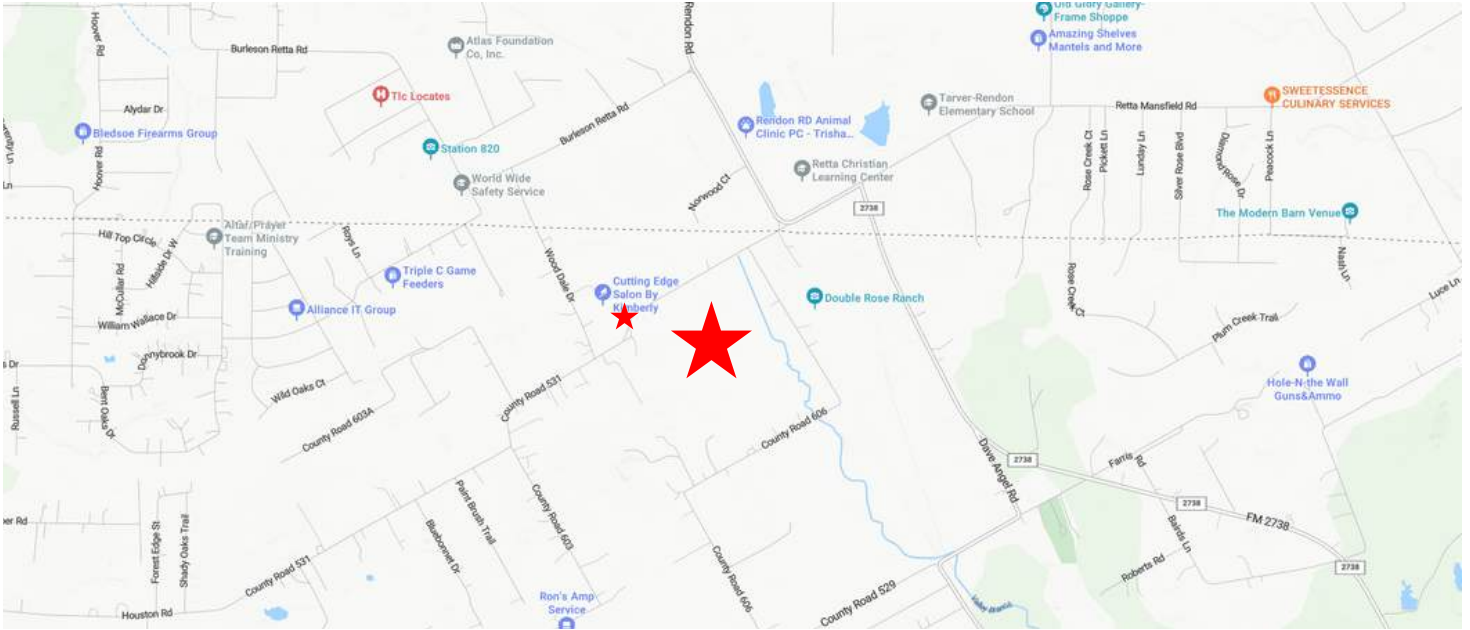 Hoover Rd
Burleson Retta Rd
Atlas Foundation
Co, Inc.
Rendon Rd
Old Glory Gallery-
Frame Shoppe
Amazing Shelves
Mantels and More
Tlc Locates
Alydar Dr
Bledsoe Firearms Group
Burleson Retta Rd
Rendon RD Animal
Clinic PC - Trisha...
Tarver-Rendon
Elementary School
Retta Mansfield Rd
SWEETESSENCE
CULINARY SERVICES
Station 820
Hoover Rd
Ln
World Wide
Safety Service
Norwood Ct
Retta Christian
Learning Center
2738
Rose Creek Ct
Pickett Ln
Lunday Ln
Silver Rose Blvd
Diamond Rose Dr
Peacock Ln
The Modern Barn Venue
Hill Top Circle
Hillside Dr W
Altar/Prayer
Team Ministry
Training
Roys Ln
McCullar Rd
Triple C Game
Feeders
Wood Dale Dr
Cutting Edge
Salon By
Kimberly
Double Rose Ranch
Rose Creek Ct
Nash Ln
Luce Ln
Alliance IT Group
William Wallace Dr
Donnybrook Dr
s Dr
Plum Creek Trail
Hole-N-the Wall
Guns&Ammo
Russell Ln
Bent Oaks Dr
Wild Oaks Ct
County Road 603A
County Road 531
County Road 606
Dave Angel Rd
2738
Farris Rd
2738
FM 2738
2738
Bairds Ln
Roberts Rd
Forest Edge St
Shady Oaks Trail
Paint Brush Trail
Bluebonnet Dr
County Road 603
County Road 531
County Road 606
County Road 529
Valley Branch
Houston Rd
Ron's Amp
Service